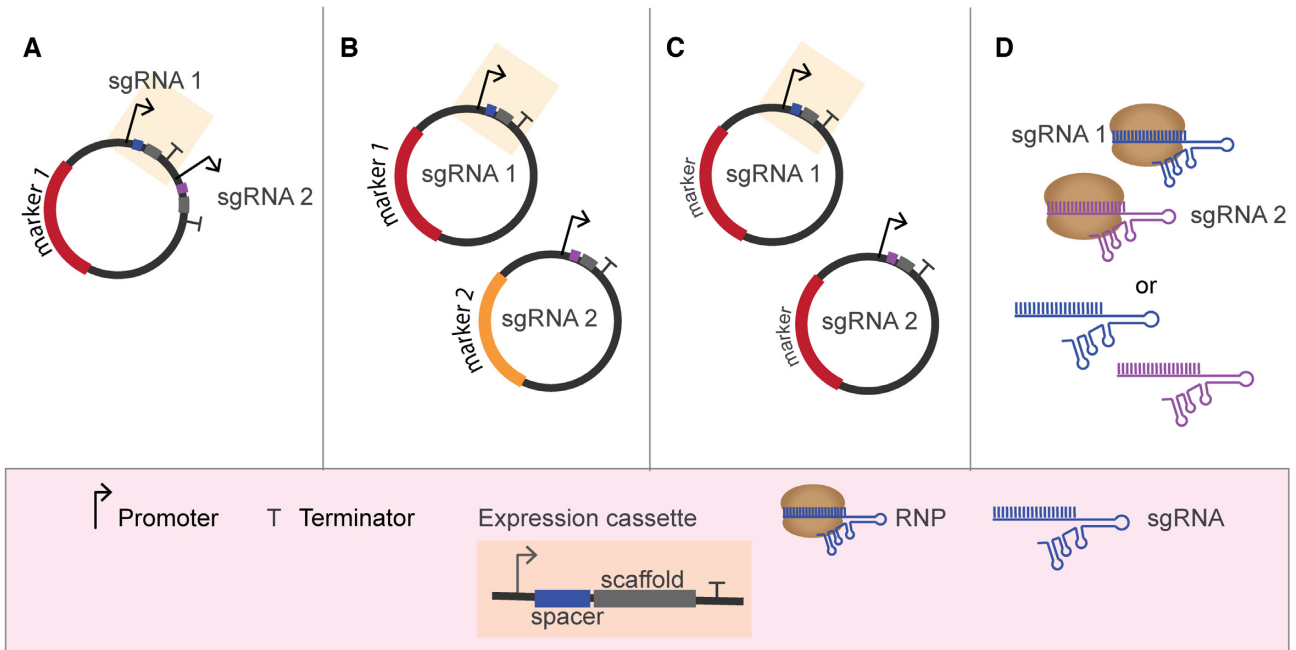 A
sgRNA 1
marker 1
sgRNA 2
B
marker 1
sgRNA 1
marker 2
sgRNA 2
C
marker
sgRNA 1
marker
sgRNA 2
D
sgRNA 1
sgRNA 2
or
Promoter
Terminator
Expression cassette
scaffold
spacer
RNP
sgRNA